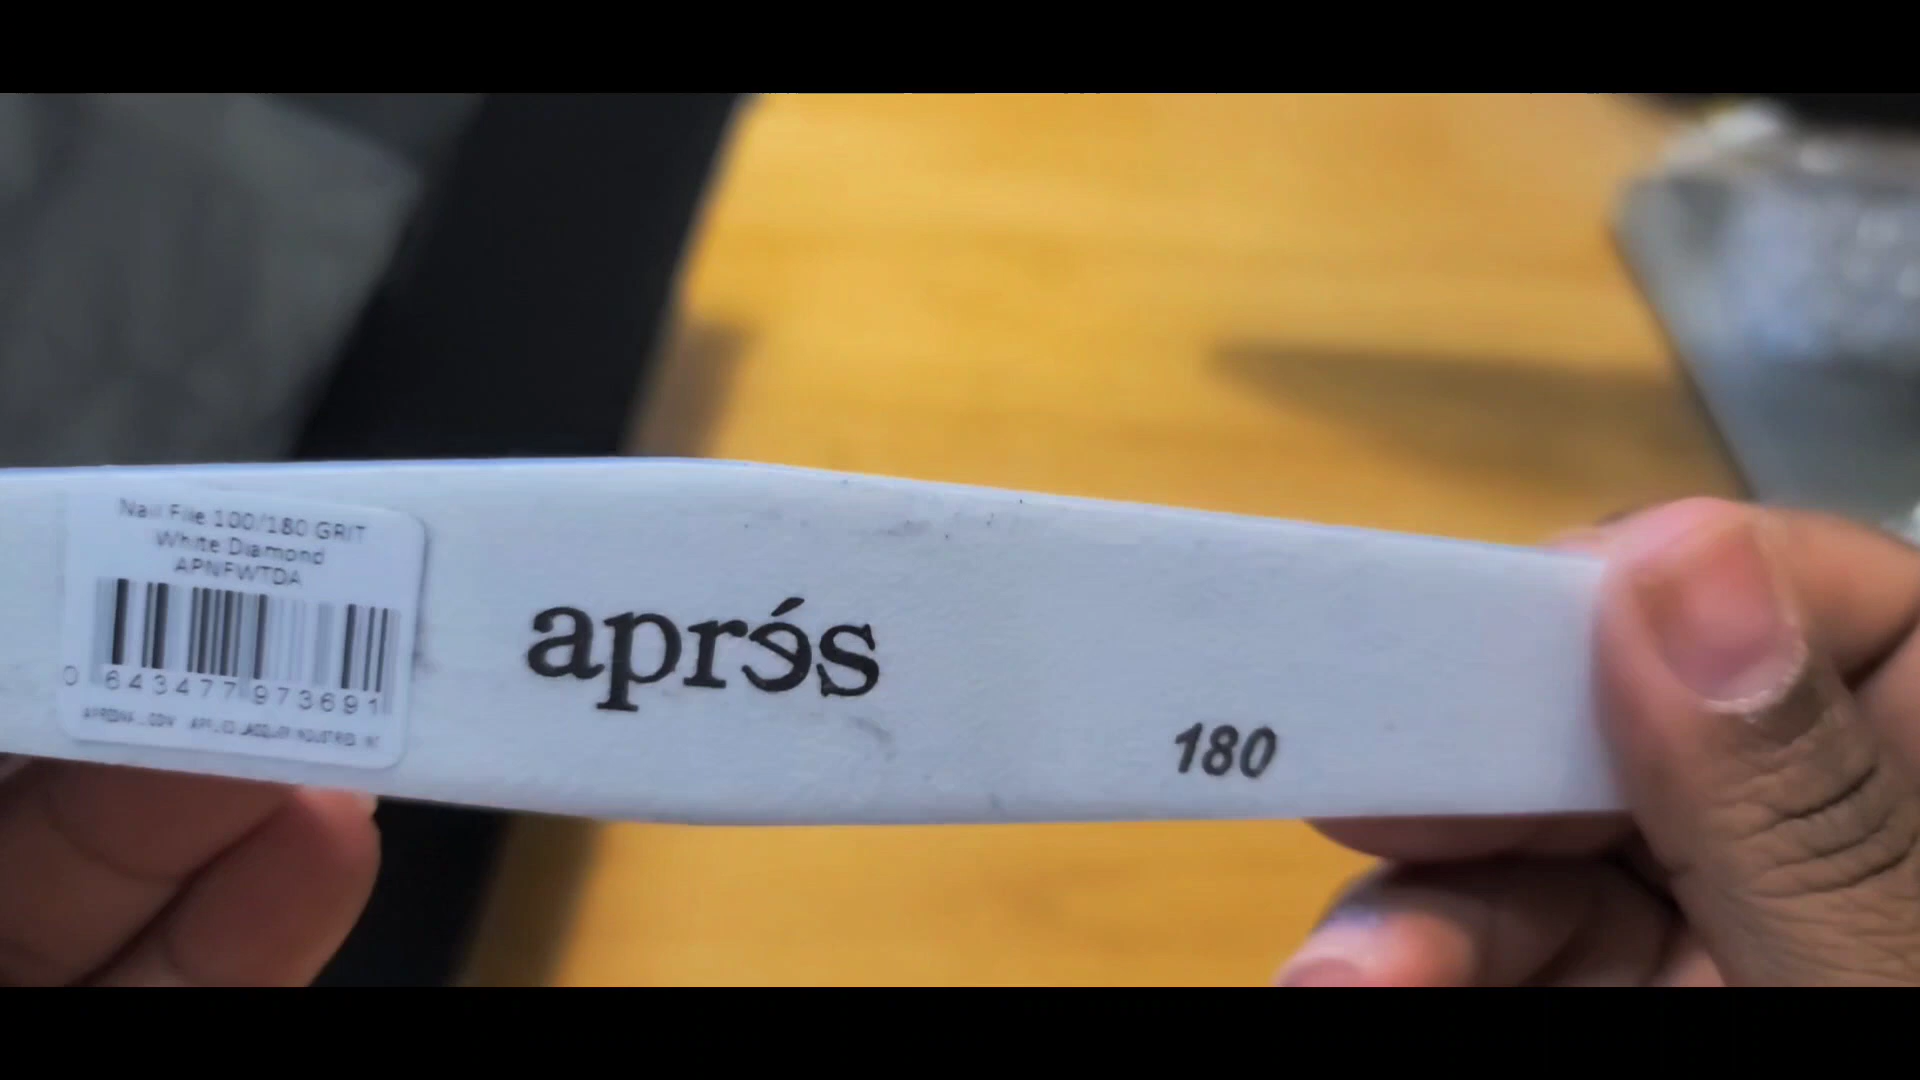 Nail File 100/180 GRIT
White Diamond
APNFWTDA
0 643477 973691
aprés
180